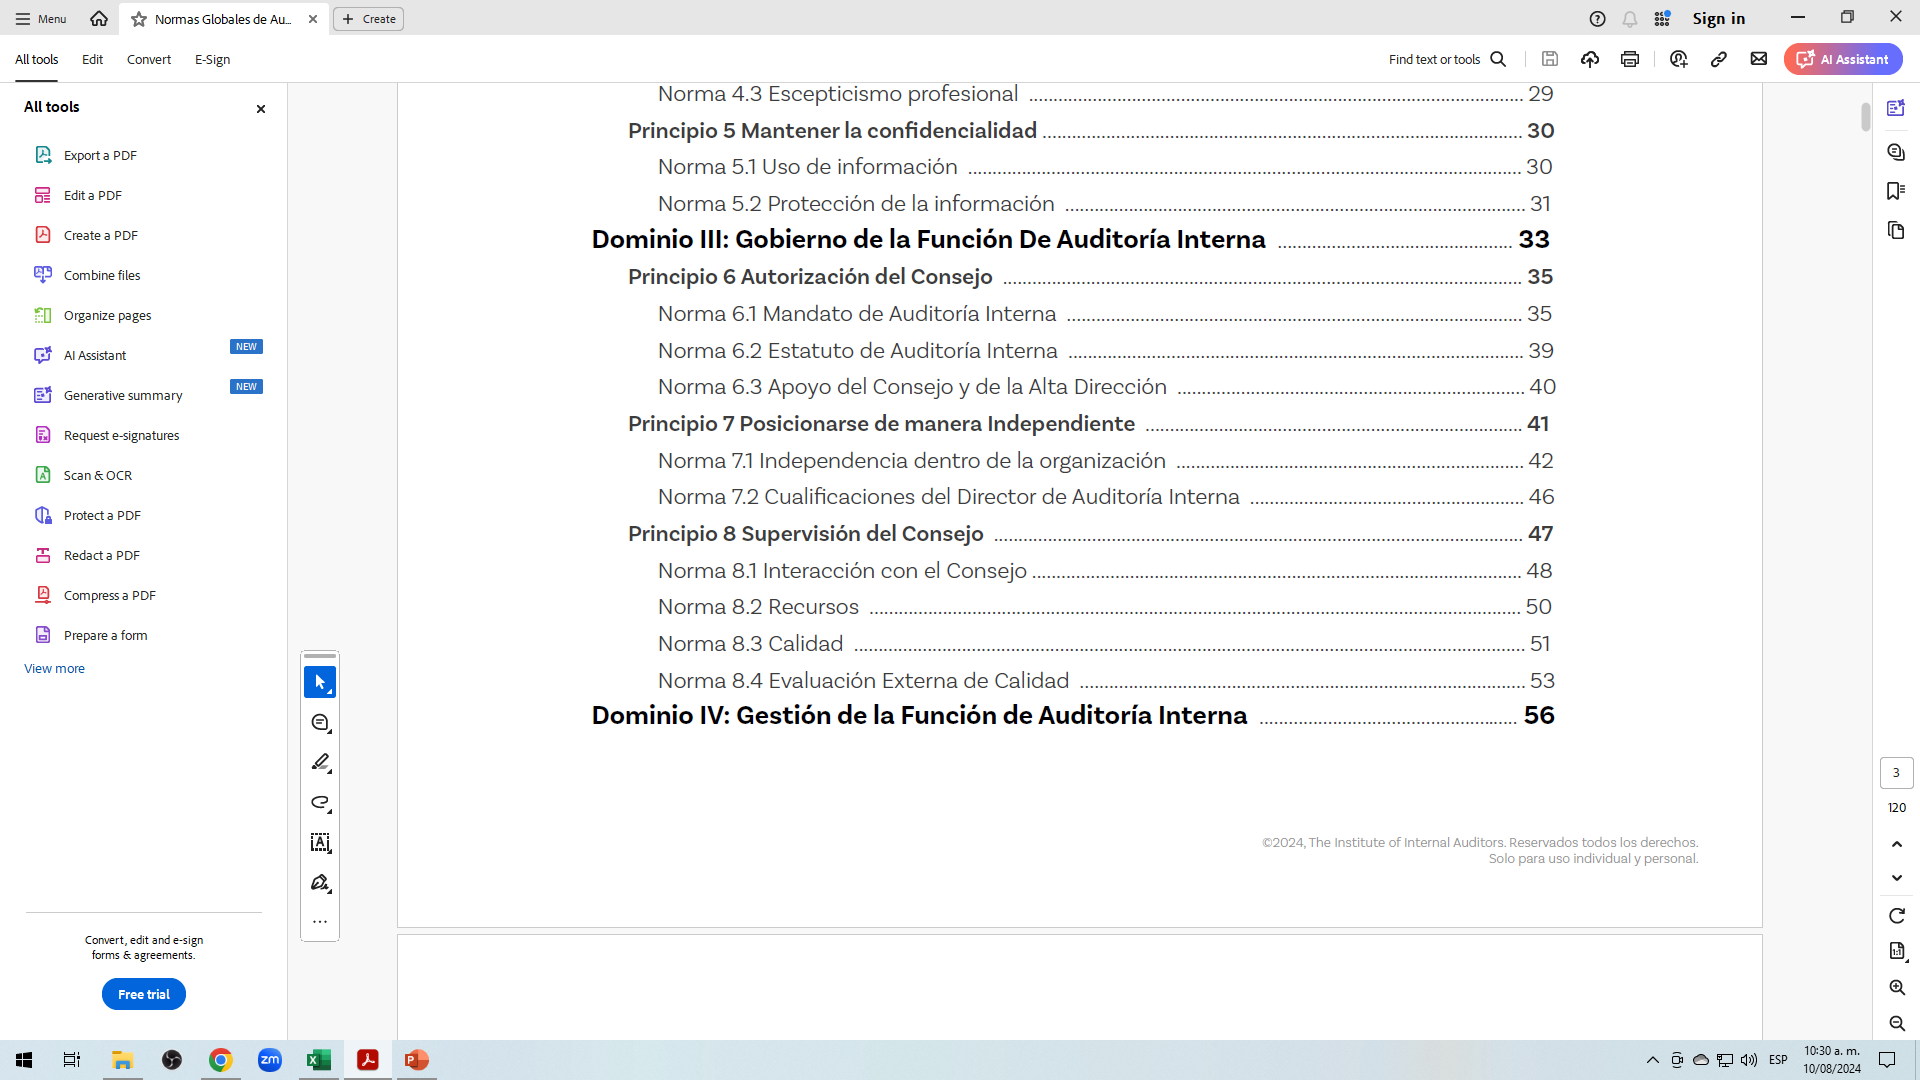 Menu
Normas Globales de Au...
Create
Sign in
All tools
Edit
Convert
E-Sign
Find text or tools
AI Assistant
All tools
Export a PDF
Edit a PDF
Create a PDF
Combine files
Organize pages
AI Assistant
NEW
Generative summary
NEW
Request e-signatures
Scan & OCR
Protect a PDF
Redact a PDF
Compress a PDF
Prepare a form
View more
Convert, edit and e-sign
forms & agreements.
Free trial
Norma 4.3 Escepticismo profesional 29
Principio 5 Mantener la confidencialidad 30
Norma 5.1 Uso de información 30
Norma 5.2 Protección de la información 31
Dominio III: Gobierno de la Función De Auditoría Interna 33
Principio 6 Autorización del Consejo 35
Norma 6.1 Mandato de Auditoría Interna 35
Norma 6.2 Estatuto de Auditoría Interna 39
Norma 6.3 Apoyo del Consejo y de la Alta Dirección 40
Principio 7 Posicionarse de manera Independiente 41
Norma 7.1 Independencia dentro de la organización 42
Norma 7.2 Cualificaciones del Director de Auditoría Interna 46
Principio 8 Supervisión del Consejo 47
Norma 8.1 Interacción con el Consejo 48
Norma 8.2 Recursos 50
Norma 8.3 Calidad 51
Norma 8.4 Evaluación Externa de Calidad 53
Dominio IV: Gestión de la Función de Auditoría Interna 56
©2024, The Institute of Internal Auditors. Reservados todos los derechos.
Solo para uso individual y personal.
3
120
1:1
zm
ESP
10:30 a. m.
10/08/2024